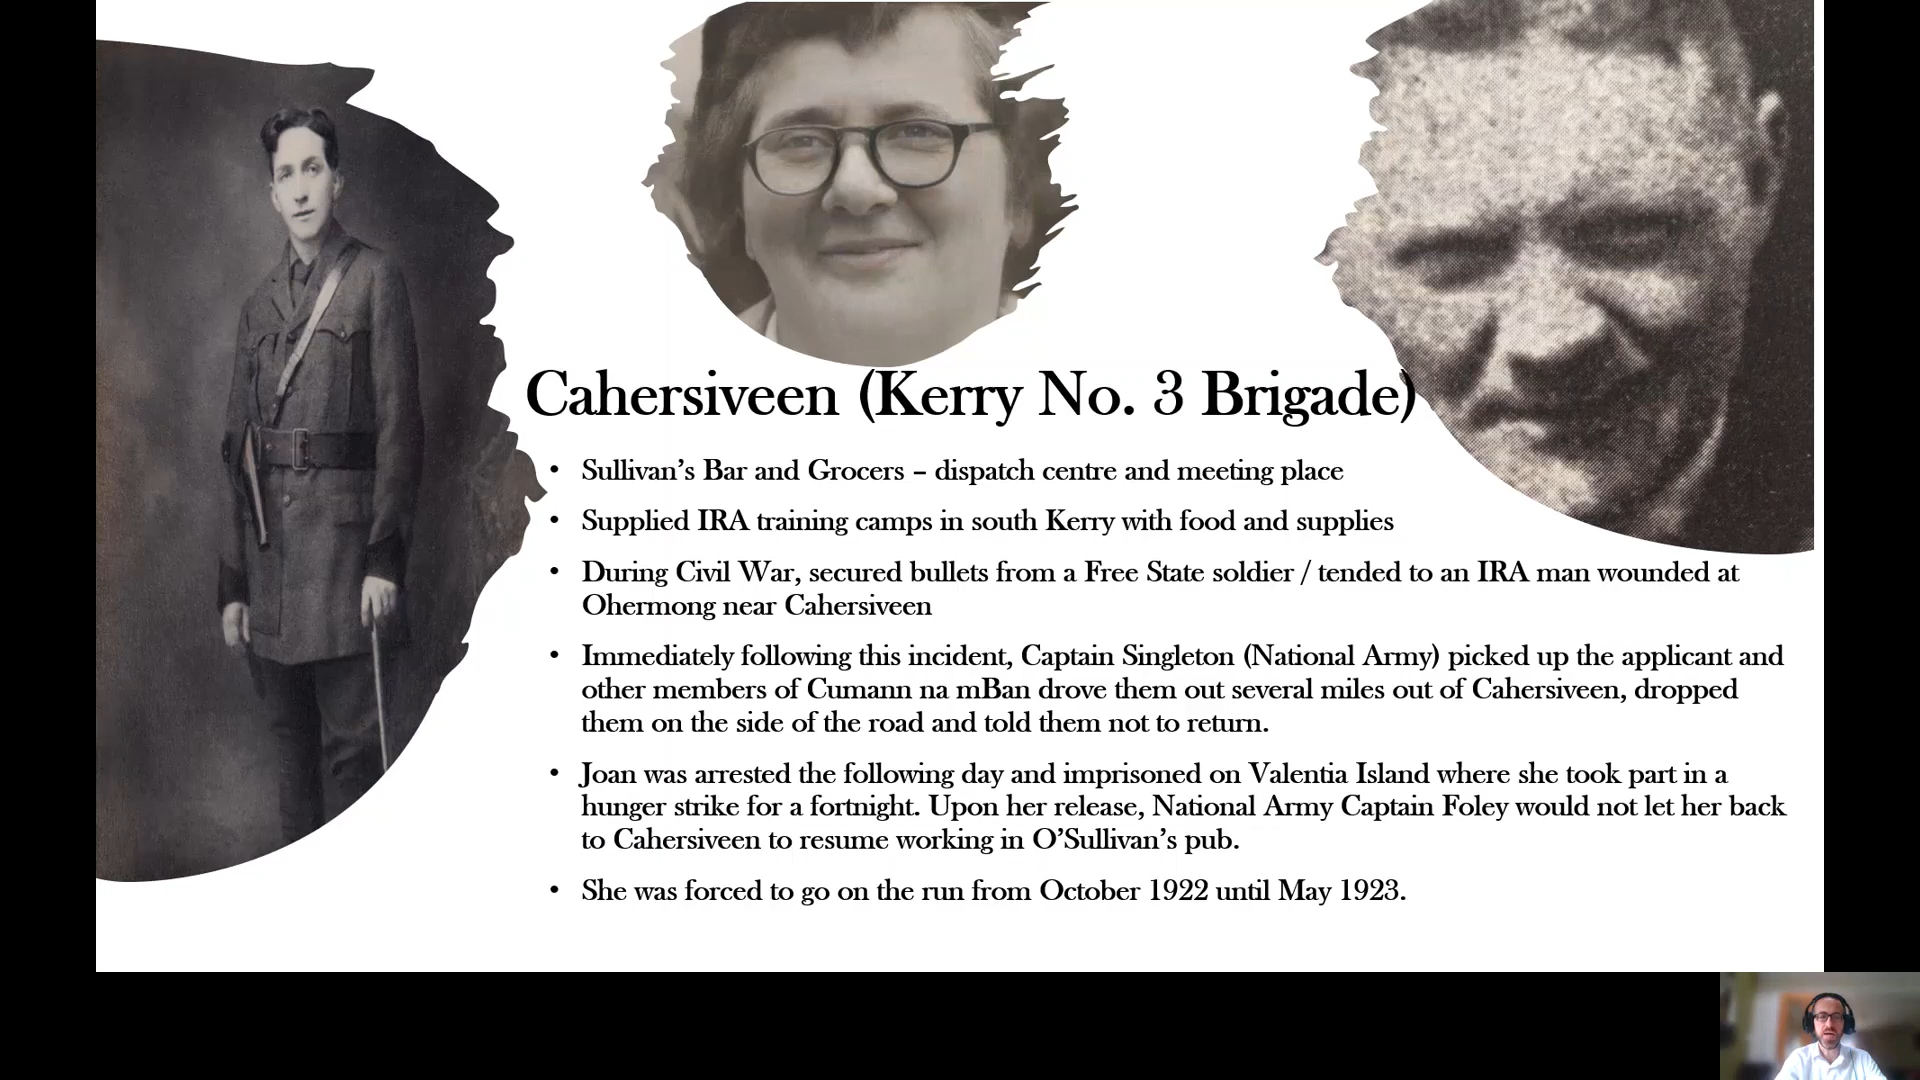 Cahersiveen (Kerry No. 3 Brigade)
• Sullivan's Bar and Grocers – dispatch centre and meeting place
• Supplied IRA training camps in south Kerry with food and supplies
• During Civil War, secured bullets from a Free State soldier / tended to an IRA man wounded at
Ohermong near Cahersiveen
• Immediately following this incident, Captain Singleton (National Army) picked up the applicant and
other members of Cumann na mBan drove them out several miles out of Cahersiveen, dropped
them on the side of the road and told them not to return.
• Joan was arrested the following day and imprisoned on Valentia Island where she took part in a
hunger strike for a fortnight. Upon her release, National Army Captain Foley would not let her back
to Cahersiveen to resume working in O'Sullivan's pub.
• She was forced to go on the run from October 1922 until May 1923.